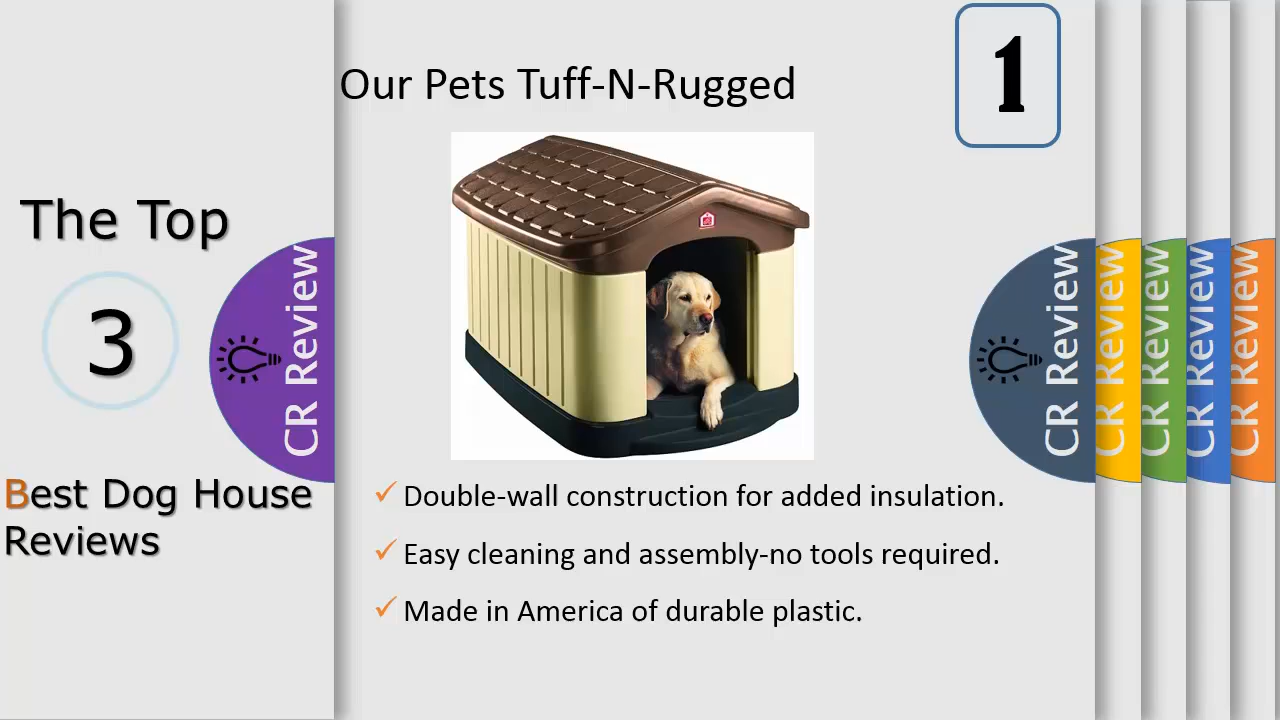 The Top
3
Best Dog House
Reviews
CR Review
Our Pets Tuff-N-Rugged
1
Double-wall construction for added insulation.
Easy cleaning and assembly-no tools required.
Made in America of durable plastic.
CR Review
CR Review
CR Review
CR Review
CR Review